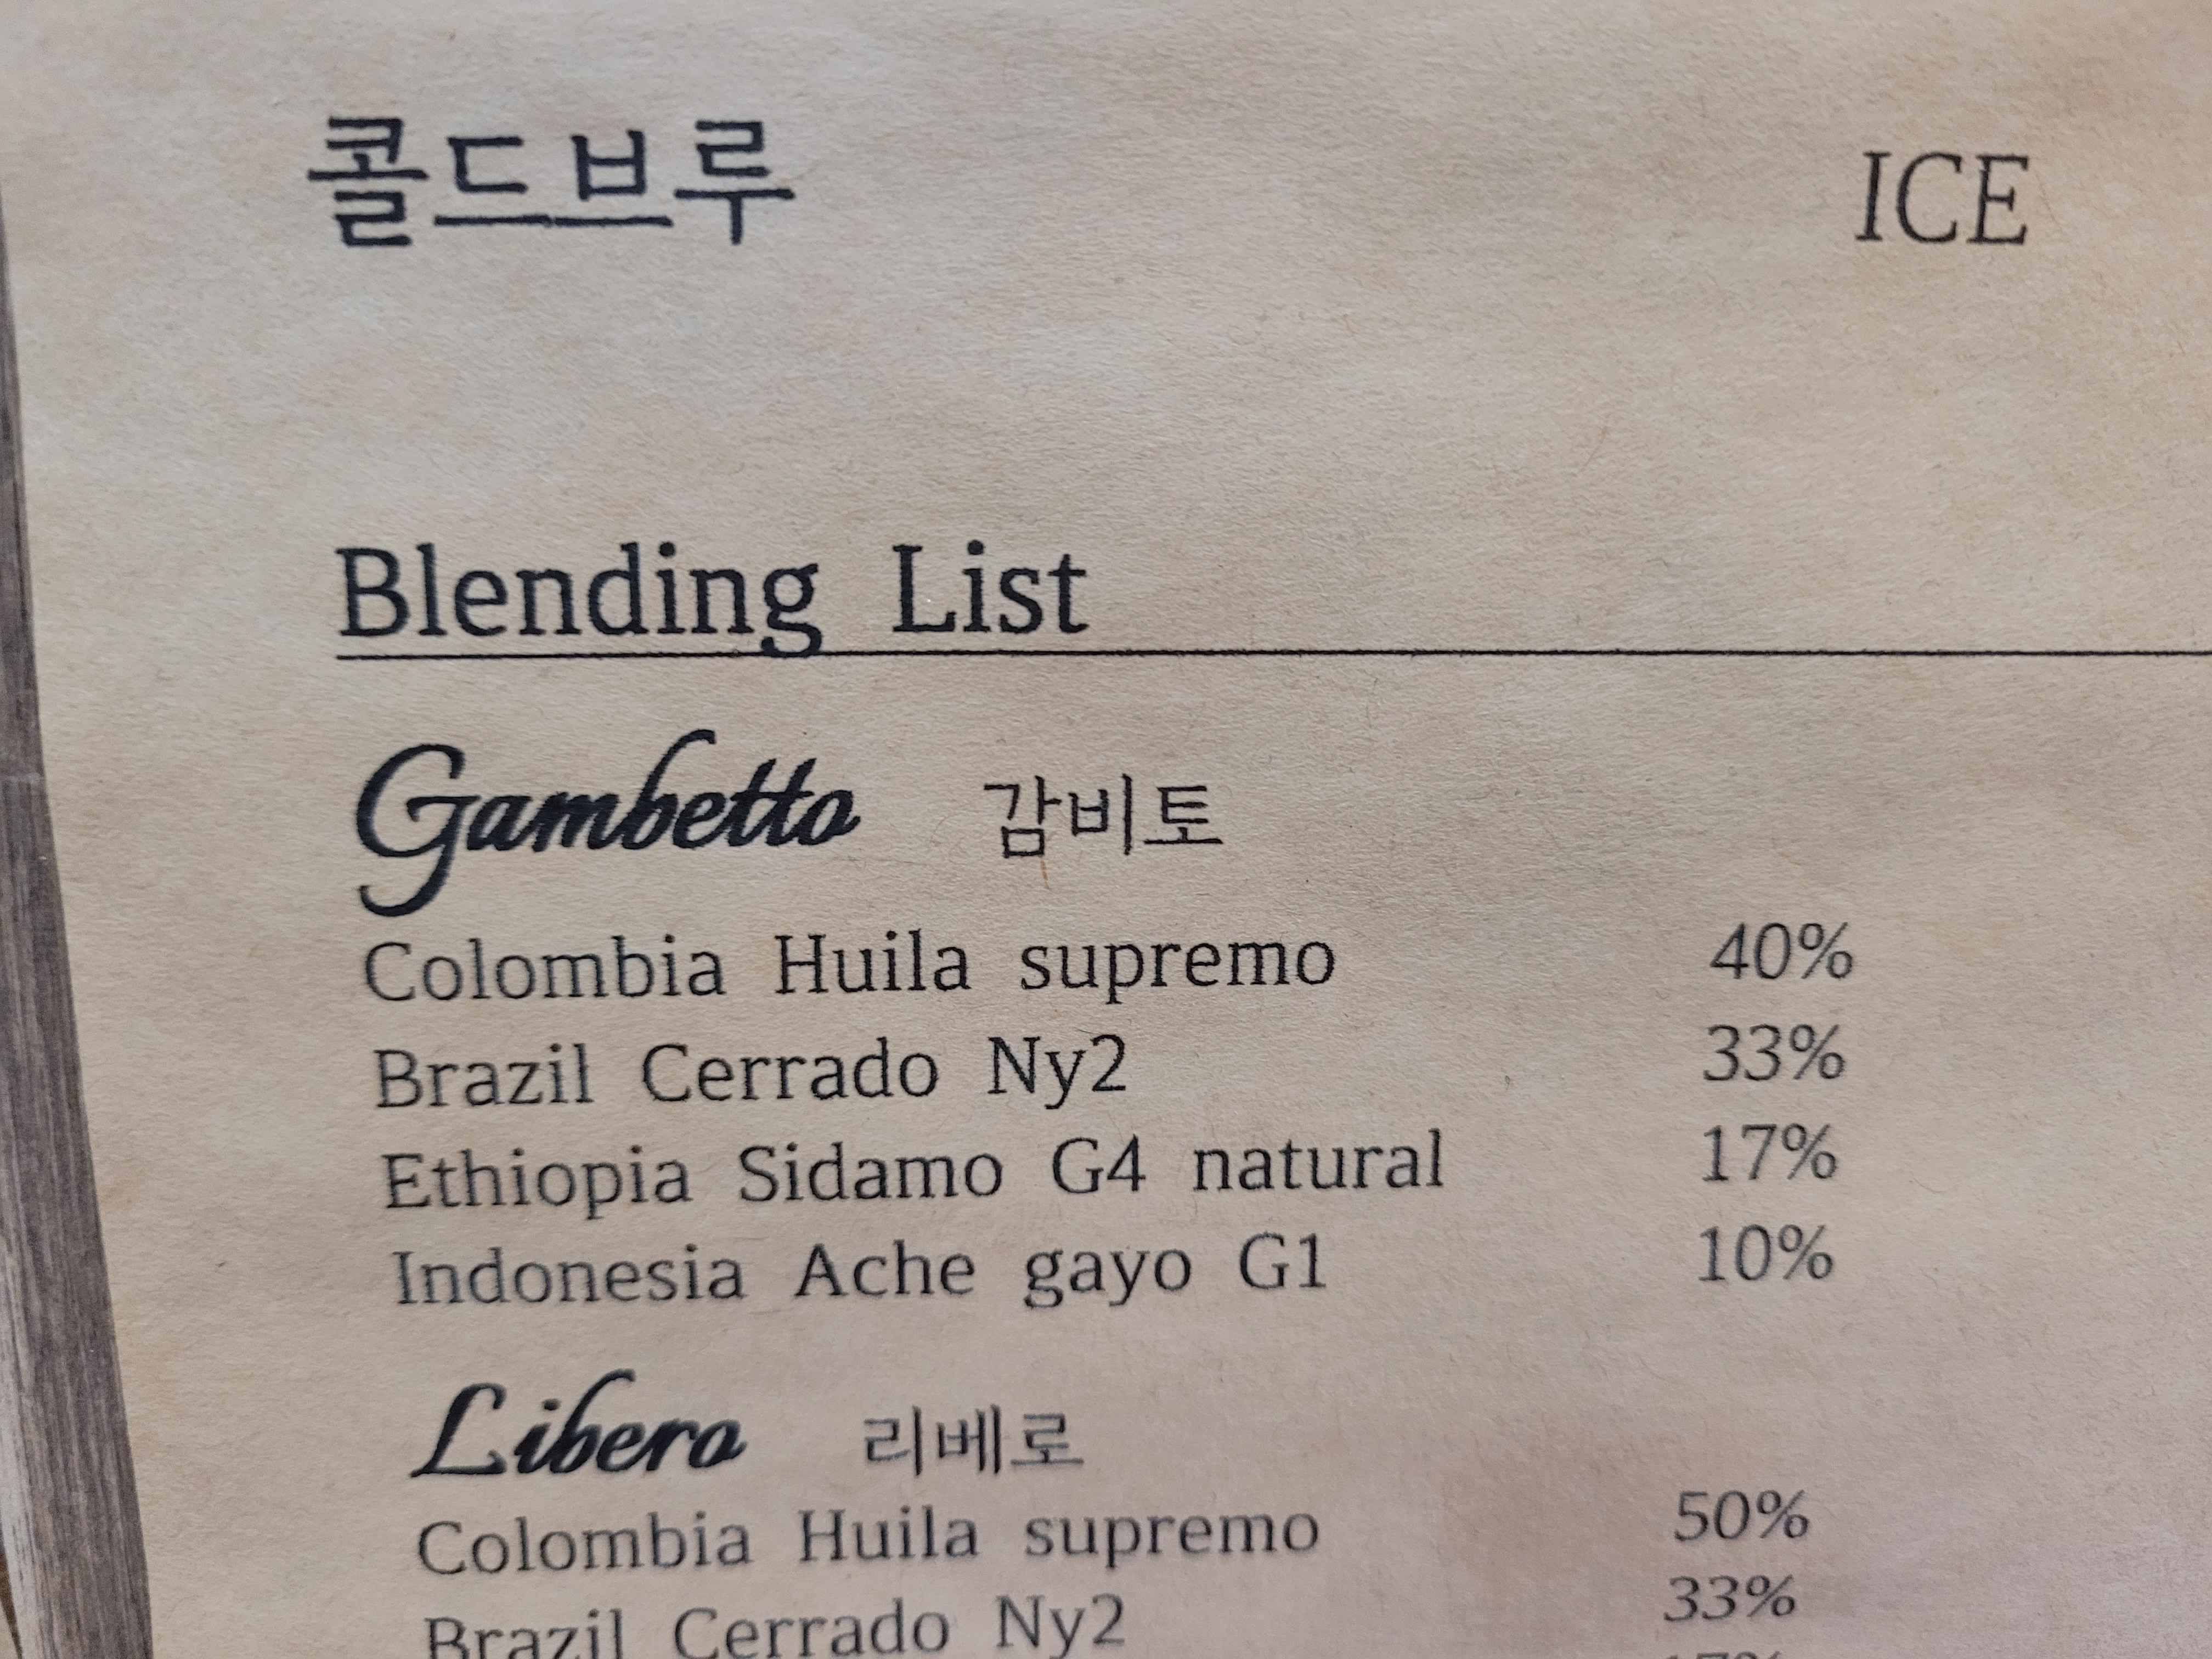 콜드브루 ICE
Blending List
Gambetto 감비토
Colombia Huila supremo 40%
Brazil Cerrado Ny2 33%
Ethiopia Sidamo G4 natural 17%
Indonesia Ache gayo G1 10%
Libero 리베로
Colombia Huila supremo 50%
Brazil Cerrado Ny2 33%
17%